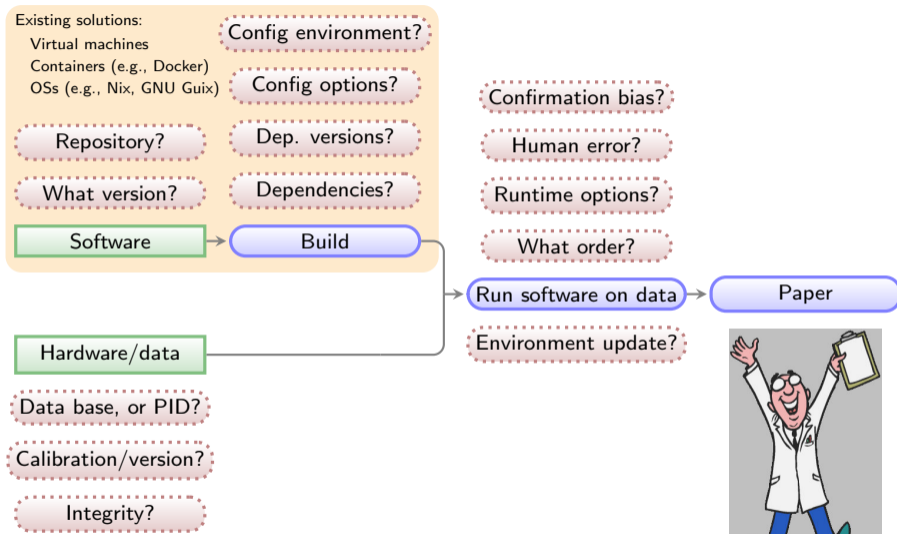 Existing solutions:
Virtual machines
Containers (e.g., Docker)
OSs (e.g., Nix, GNU Guix)
Config environment?
Config options?
Repository?
Dep. versions?
What version?
Dependencies?
Software
Build
Confirmation bias?
Human error?
Runtime options?
What order?
Run software on data
Paper
Environment update?
Hardware/data
Data base, or PID?
Calibration/version?
Integrity?